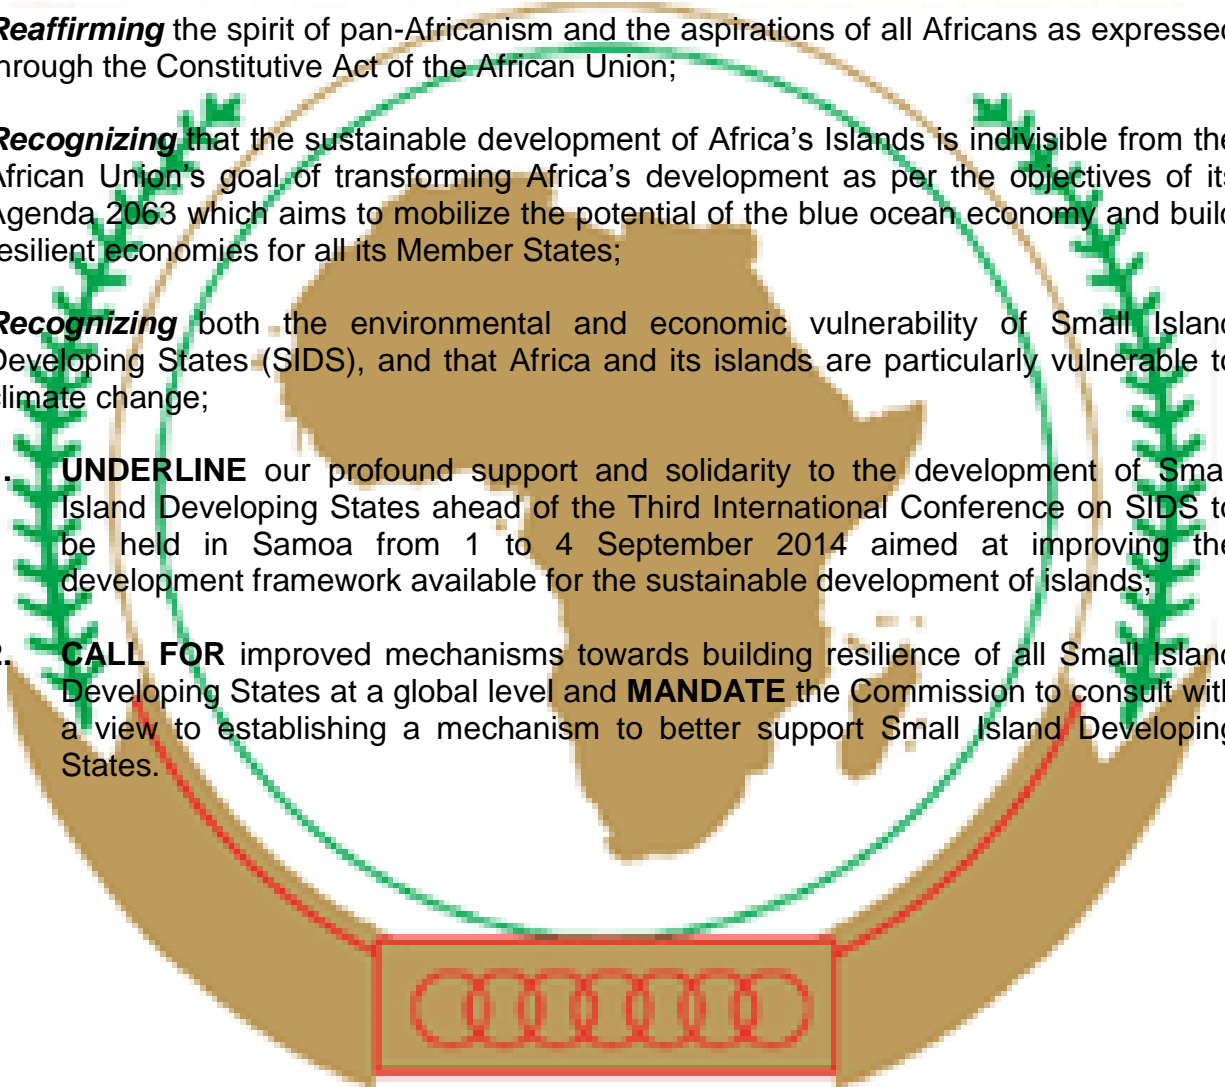 Reaffirming the spirit of pan-Africanism and the aspirations of all Africans as expressed
through the Constitutive Act of the African Union;
Recognizing that the sustainable development of Africa's Islands is indivisible from the
African Union's goal of transforming Africa's development as per the objectives of its
Agenda 2063 which aims to mobilize the potential of the blue ocean economy and build
resilient economies for all its Member States;
Recognizing both the environmental and economic vulnerability of Small Island
Developing States (SIDS), and that Africa and its islands are particularly vulnerable to
climate change;
. UNDERLINE our profound support and solidarity to the development of Small
Island Developing States ahead of the Third International Conference on SIDS to
be held in Samoa from 1 to 4 September 2014 aimed at improving the
development framework available for the sustainable development of islands;
2. CALL FOR improved mechanisms towards building resilience of all Small Island
Developing States at a global level and MANDATE the Commission to consult with
a view to establishing a mechanism to better support Small Island Developing
States.